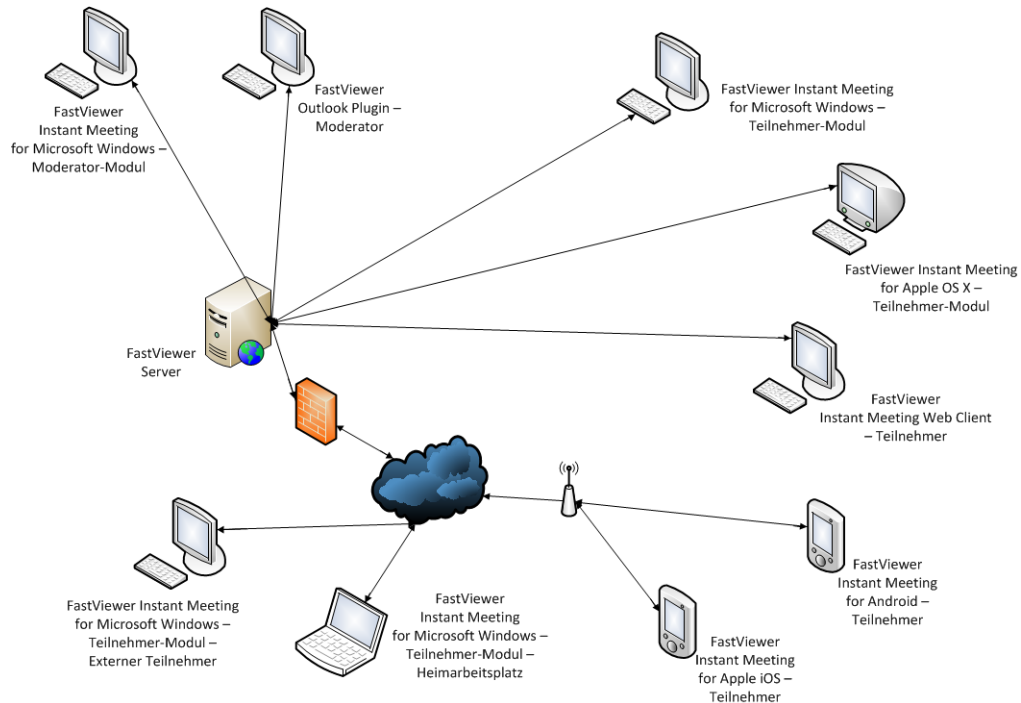 FastViewer
Instant Meeting
for Microsoft Windows –
Moderator-Modul
FastViewer
Outlook Plugin –
Moderator
FastViewer Instant Meeting
for Microsoft Windows –
Teilnehmer-Modul
FastViewer Instant Meeting
for Apple OS X –
Teilnehmer-Modul
FastViewer
Server
FastViewer
Instant Meeting Web Client
– Teilnehmer
FastViewer
Instant Meeting
for Android –
Teilnehmer
FastViewer Instant Meeting
for Microsoft Windows –
Teilnehmer-Modul –
Externer Teilnehmer
FastViewer
Instant Meeting
for Microsoft Windows –
Teilnehmer-Modul –
Heimarbeitsplatz
FastViewer
Instant Meeting
for Apple iOS –
Teilnehmer